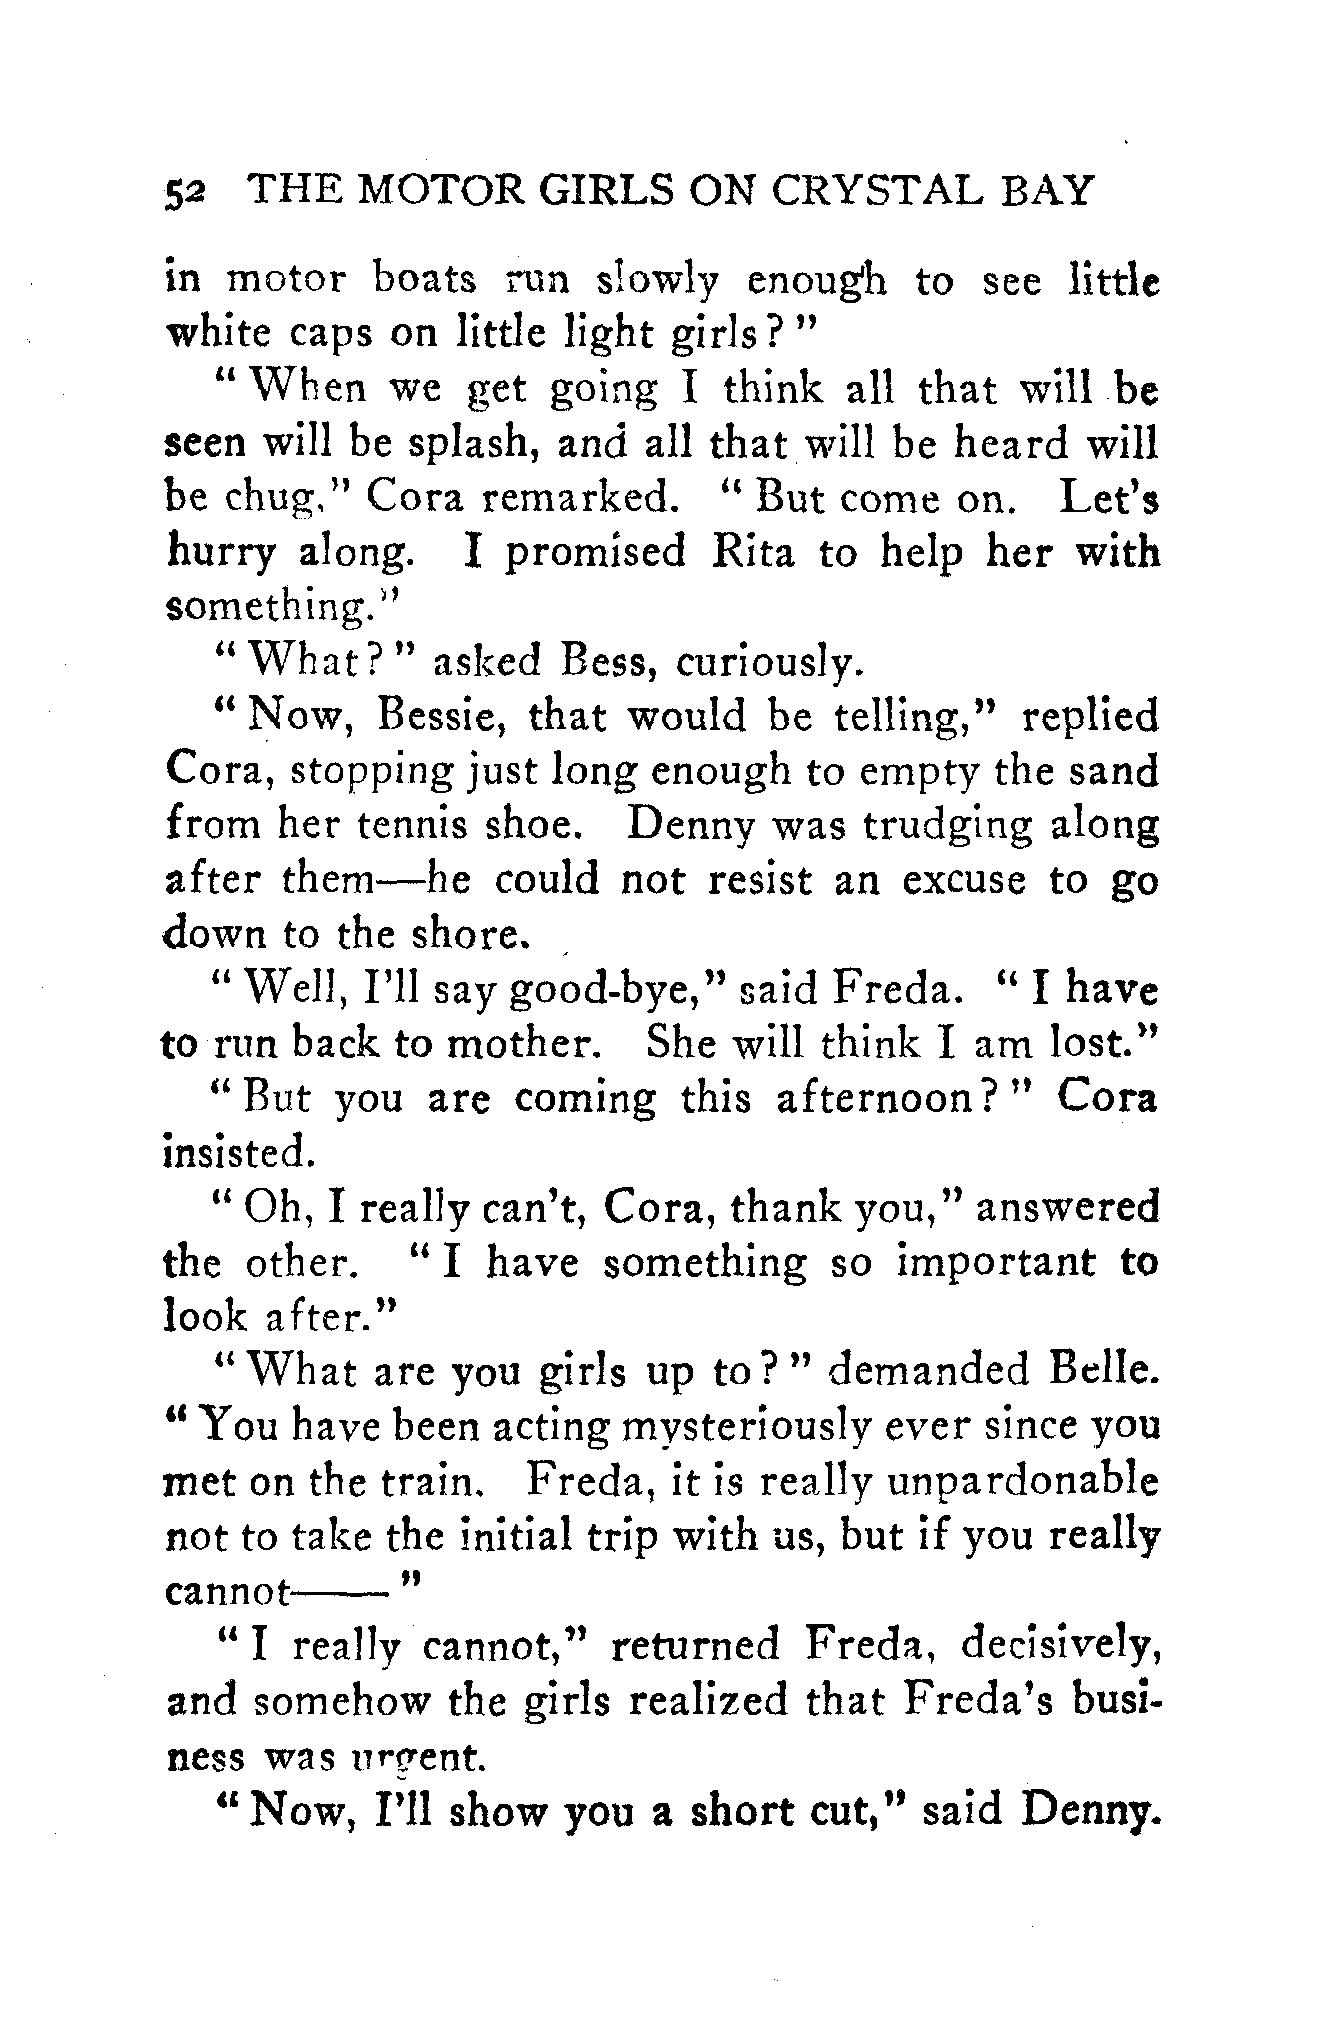 52 THE MOTOR GIRLS ON CRYSTAL BAY
in motor boats run slowly enough to see little
white caps on little light girls?"
"When we get going I think all that will be
seen will be splash, and all that will be heard will
be chug," Cora remarked. "But come on. Let's
hurry along. I promised Rita to help her with
something."
"What?" asked Bess, curiously.
"Now, Bessie, that would be telling," replied
Cora, stopping just long enough to empty the sand
from her tennis shoe. Denny was trudging along
after them—he could not resist an excuse to go
down to the shore.
"Well, I'll say good-bye," said Freda. "I have
to run back to mother. She will think I am lost."
"But you are coming this afternoon?" Cora
insisted.
"Oh, I really can't, Cora, thank you," answered
the other. "I have something so important to
look after."
"What are you girls up to?" demanded Belle.
"You have been acting mysteriously ever since you
met on the train. Freda, it is really unpardonable
not to take the initial trip with us, but if you really
cannot——"
"I really cannot," returned Freda, decisively,
and somehow the girls realized that Freda's busi-
ness was urgent.
"Now, I'll show you a short cut," said Denny.